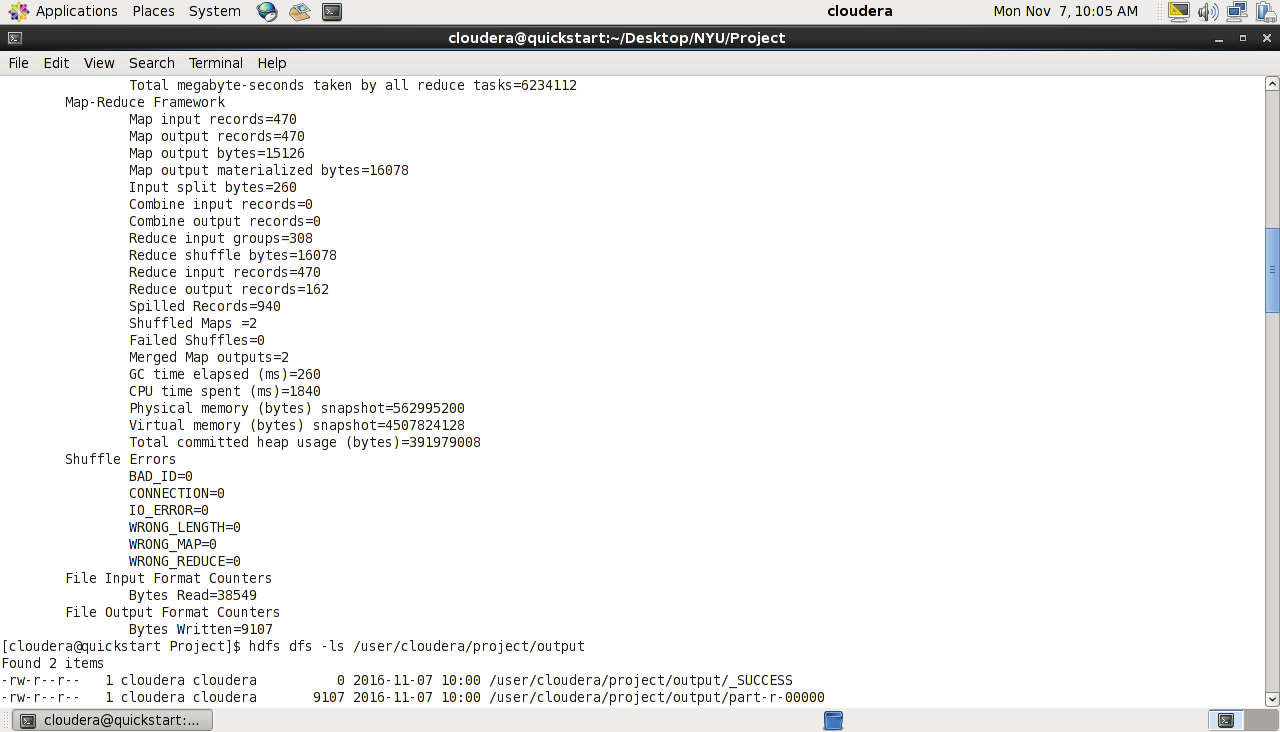 Applications Places System cloudera Mon Nov 7, 10:05 AM
cloudera@quickstart:~/Desktop/NYU/Project
File Edit View Search Terminal Help
Total megabyte-seconds taken by all reduce tasks=6234112
Map-Reduce Framework
Map input records=470
Map output records=470
Map output bytes=15126
Map output materialized bytes=16078
Input split bytes=260
Combine input records=0
Combine output records=0
Reduce input groups=308
Reduce shuffle bytes=16078
Reduce input records=470
Reduce output records=162
Spilled Records=940
Shuffled Maps =2
Failed Shuffles=0
Merged Map outputs=2
GC time elapsed (ms)=260
CPU time spent (ms)=1840
Physical memory (bytes) snapshot=562995200
Virtual memory (bytes) snapshot=4507824128
Total committed heap usage (bytes)=391979008
Shuffle Errors
BAD_ID=0
CONNECTION=0
IO_ERROR=0
WRONG_LENGTH=0
WRONG_MAP=0
WRONG_REDUCE=0
File Input Format Counters
Bytes Read=38549
File Output Format Counters
Bytes Written=9107
[cloudera@quickstart Project]$ hdfs dfs -ls /user/cloudera/project/output
Found 2 items
-rw-r--r-- 1 cloudera cloudera 0 2016-11-07 10:00 /user/cloudera/project/output/_SUCCESS
-rw-r--r-- 1 cloudera cloudera 9107 2016-11-07 10:00 /user/cloudera/project/output/part-r-00000
cloudera@quickstart:...